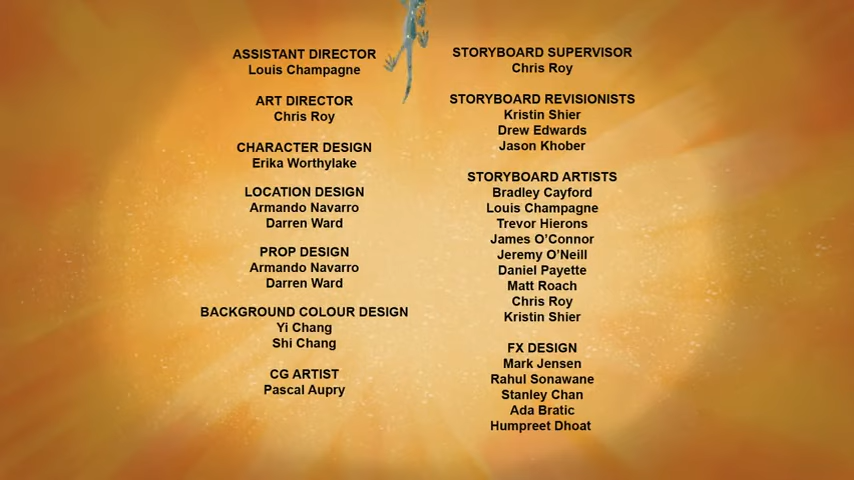 ASSISTANT DIRECTOR
Louis Champagne
ART DIRECTOR
Chris Roy
CHARACTER DESIGN
Erika Worthylake
LOCATION DESIGN
Armando Navarro
Darren Ward
PROP DESIGN
Armando Navarro
Darren Ward
BACKGROUND COLOUR DESIGN
Yi Chang
Shi Chang
CG ARTIST
Pascal Aupry
STORYBOARD SUPERVISOR
Chris Roy
STORYBOARD REVISIONISTS
Kristin Shier
Drew Edwards
Jason Khober
STORYBOARD ARTISTS
Bradley Cayford
Louis Champagne
Trevor Hierons
James O’Connor
Jeremy O’Neill
Daniel Payette
Matt Roach
Chris Roy
Kristin Shier
FX DESIGN
Mark Jensen
Rahul Sonawane
Stanley Chan
Ada Bratic
Humpreet Dhoat